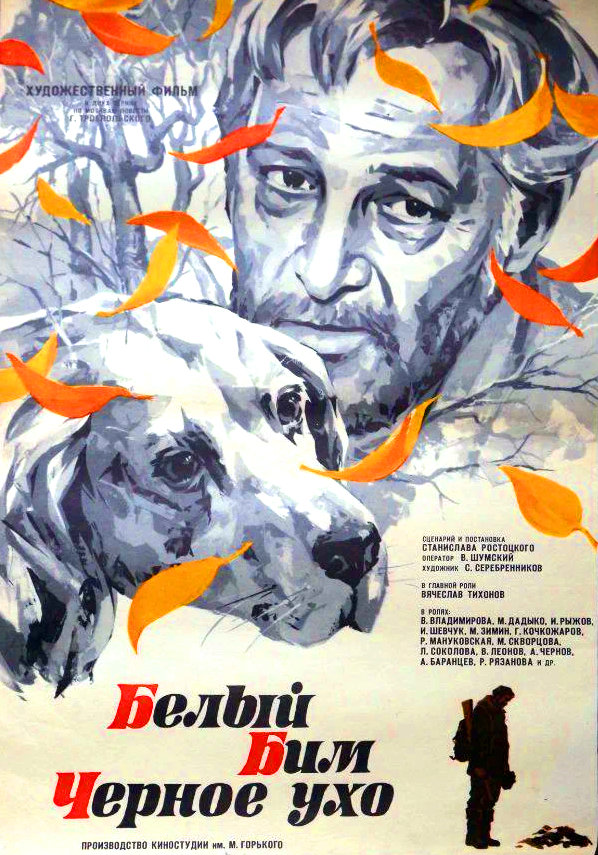 ХУДОЖЕСТВЕННЫЙ ФИЛЬМ
В ДВУХ СЕРИЯХ
ПО МОТИВАМ ПОВЕСТИ
Г. ТРОЕПОЛЬСКОГО
СЦЕНАРИЙ И ПОСТАНОВКА
СТАНИСЛАВА РОСТОЦКОГО
ОПЕРАТОР В. ШУМСКИЙ
ХУДОЖНИК С. СЕРЕБРЕННИКОВ
В ГЛАВНОЙ РОЛИ
ВЯЧЕСЛАВ ТИХОНОВ
В РОЛЯХ:
В. ВЛАДИМИРОВА, М. ДАДЫКО, И. РЫЖОВ,
И. ШЕВЧУК, М. ЗИМИН, Г. КОЧКОЖАРОВ,
Р. МАНУКОВСКАЯ, М. СКВОРЦОВА,
Л. СОКОЛОВА, В. ЛЕОНОВ, А. ЧЕРНОВ,
А. БАРАНЦЕВ, Р. РЯЗАНОВА И ДР.
Белый
Бим
Черное ухо
ПРОИЗВОДСТВО КИНОСТУДИИ им. М. ГОРЬКОГО